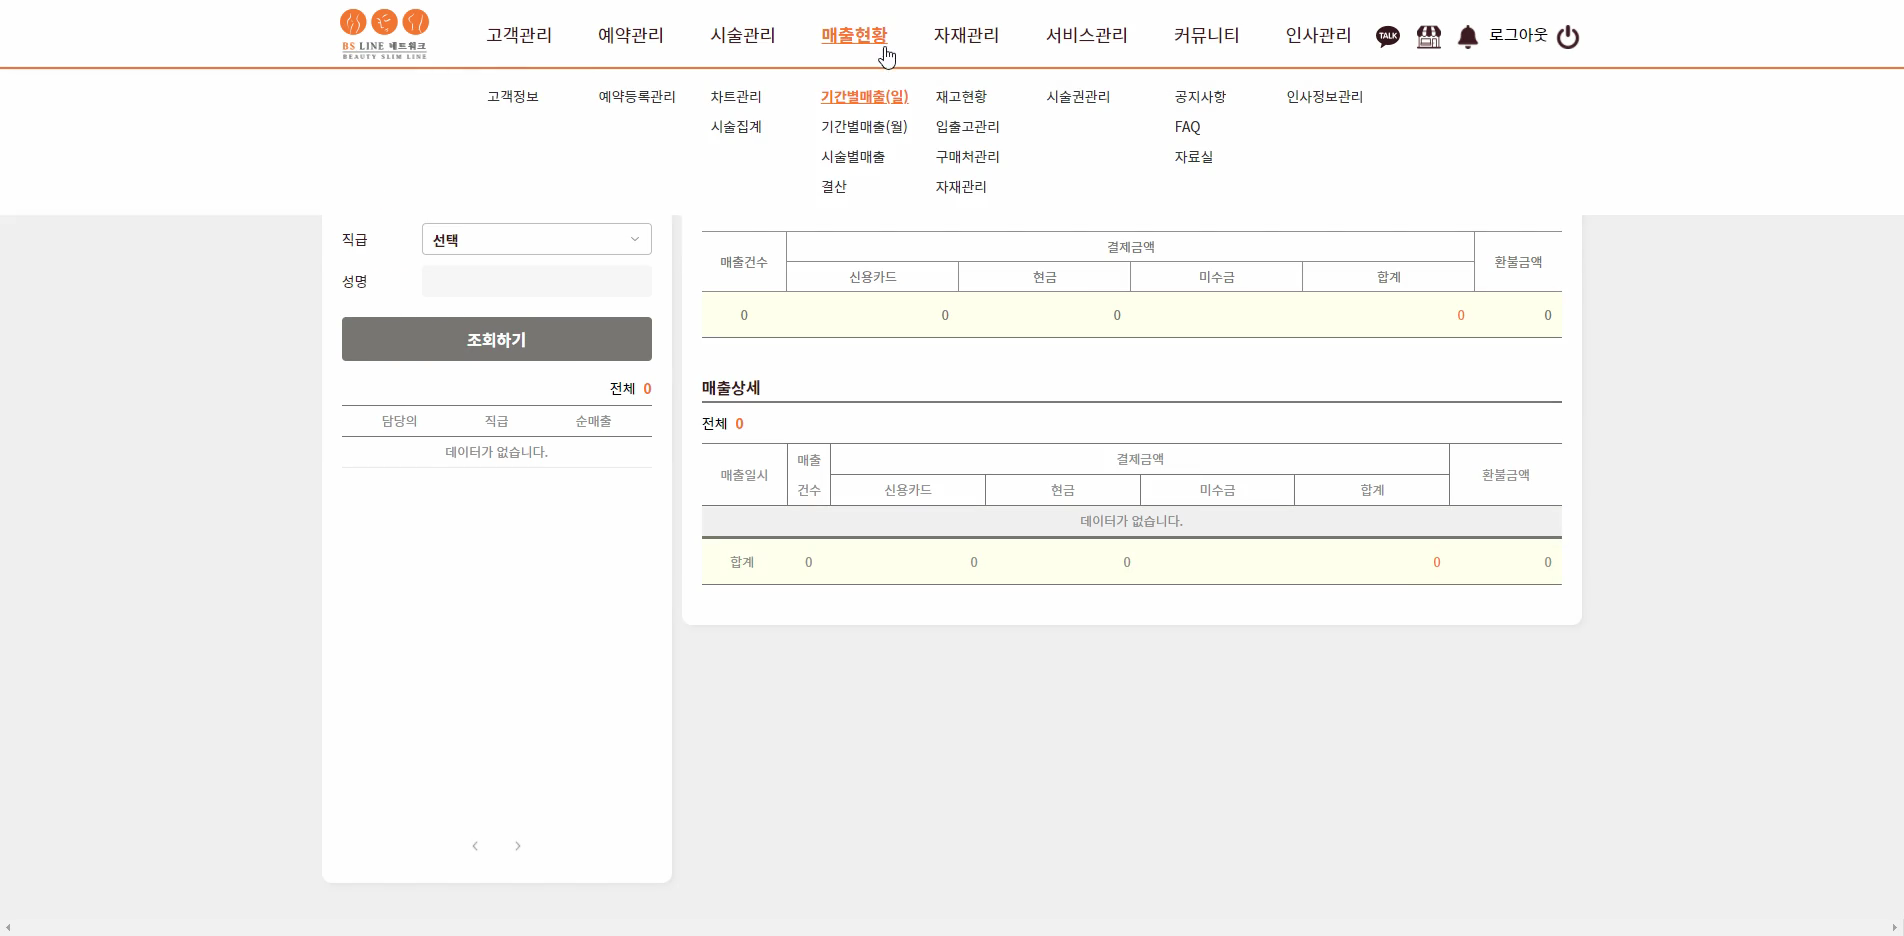 BS LINE 네트워크
BEAUTY SLIM LINE
고객관리 예약관리 시술관리 매출현황 자재관리 서비스관리 커뮤니티 인사관리 TALK 로그아웃
고객정보 예약등록관리 차트관리 기간별매출(일) 재고현황 시술권관리 공지사항 인사정보관리
시술집계 기간별매출(월) 입출고관리 FAQ
시술별매출 구매처관리 자료실
결산 자재관리
직급 선택
성명
조회하기
전체 0
담당의 직급 순매출
데이터가 없습니다.
매출건수 결제금액 환불금액
신용카드 현금 미수금 합계
0 0 0 0 0
매출상세
전체 0
매출일시 매출 건수 결제금액 환불금액
신용카드 현금 미수금 합계
데이터가 없습니다.
합계 0 0 0 0 0